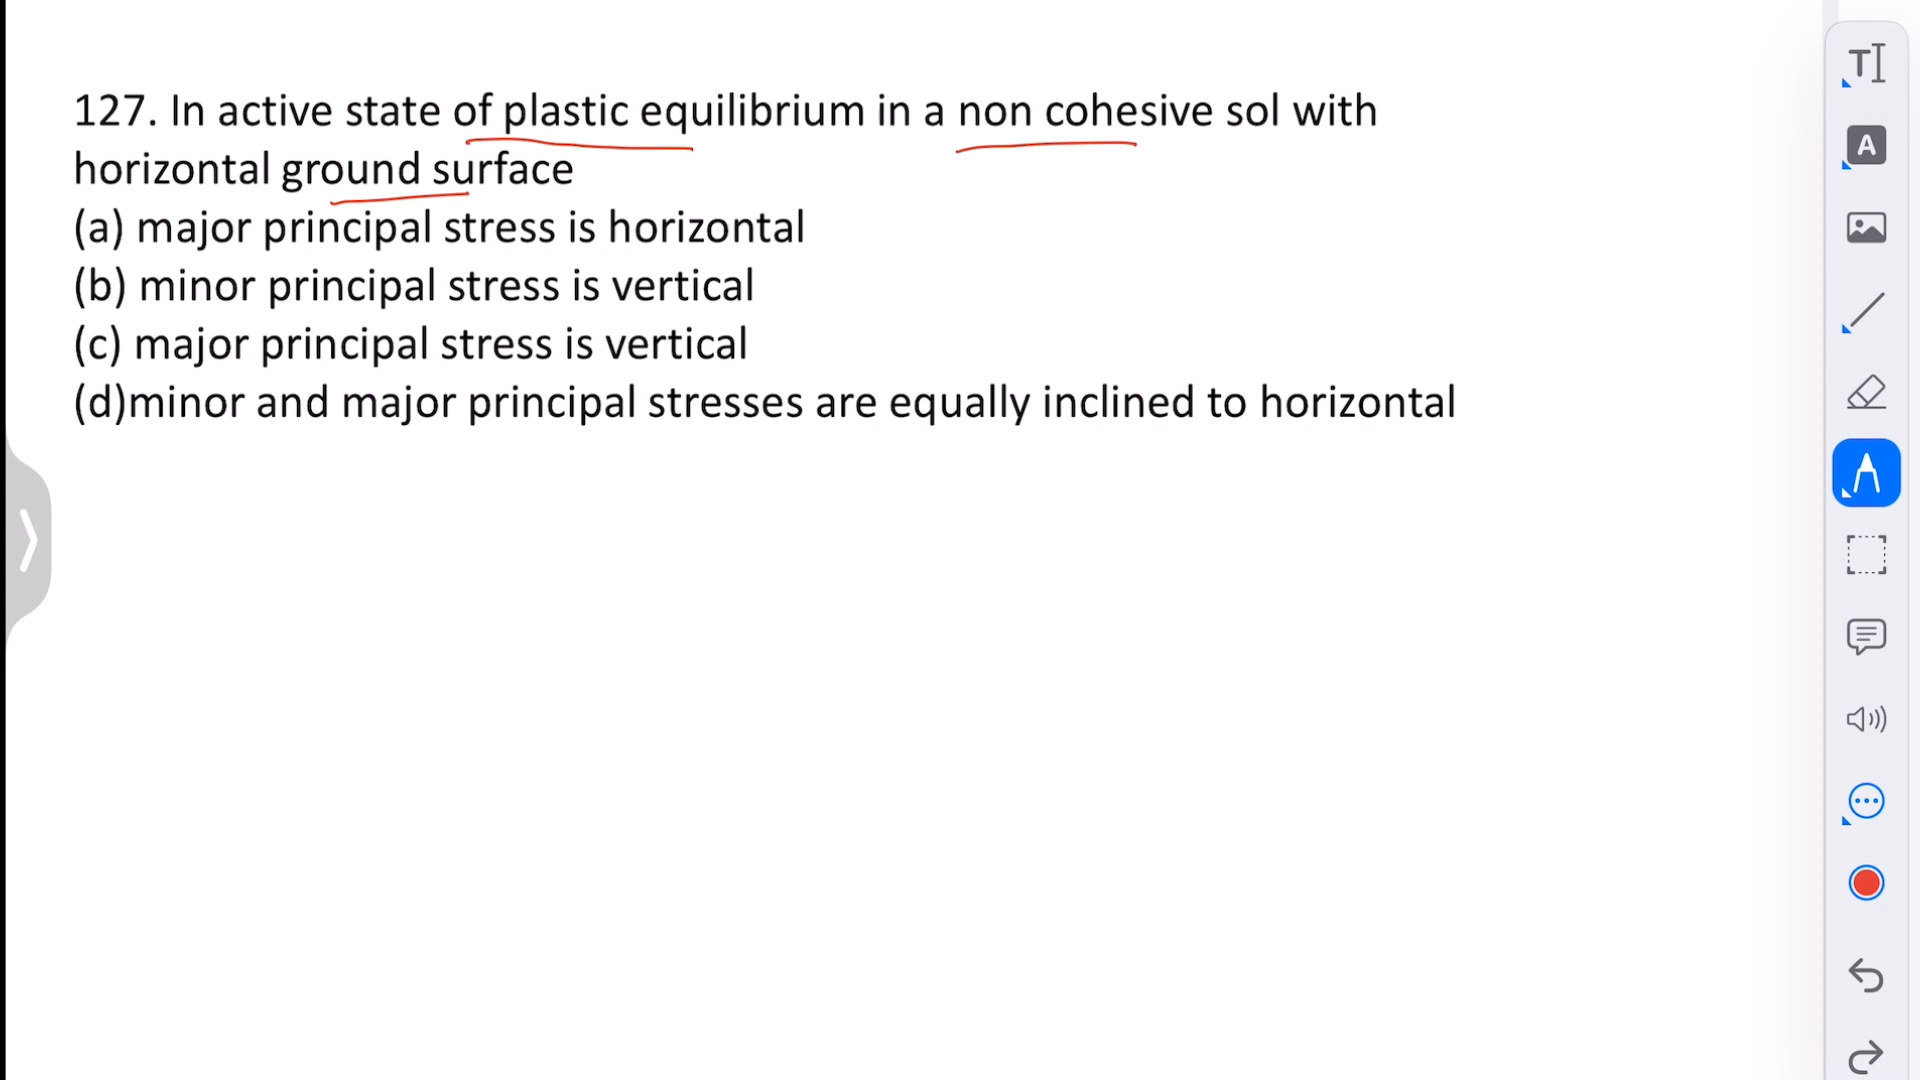 127. In active state of plastic equilibrium in a non cohesive sol with
horizontal ground surface
(a) major principal stress is horizontal
(b) minor principal stress is vertical
(c) major principal stress is vertical
(d)minor and major principal stresses are equally inclined to horizontal
T
A